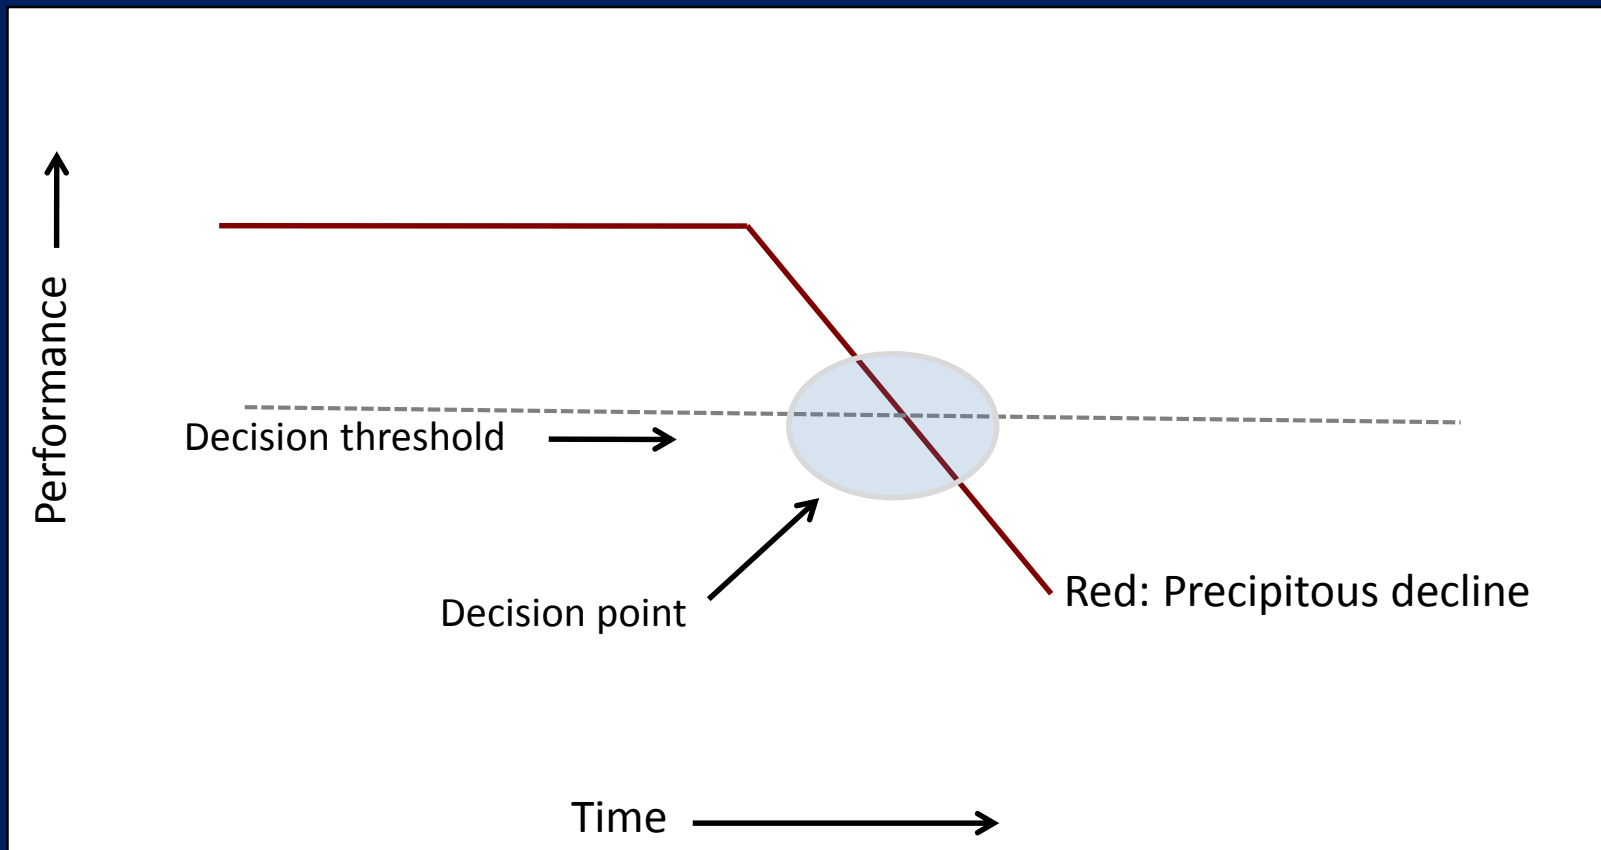 Performance
Decision threshold
Decision point
Red: Precipitous decline
Time